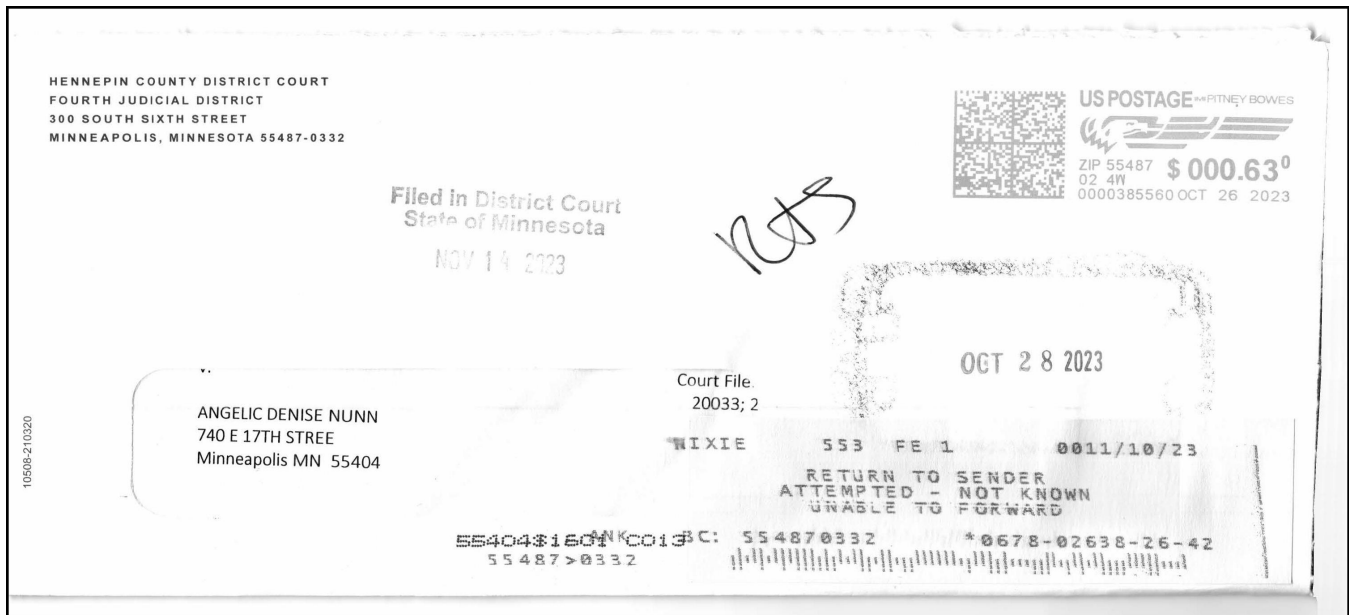 HENNEPIN COUNTY DISTRICT COURT
FOURTH JUDICIAL DISTRICT
300 SOUTH SIXTH STREET
MINNEAPOLIS, MINNESOTA 55487-0332
US POSTAGE PITNEY BOWES
ZIP 55487 $ 000.63⁰
02 4W
0000385560 OCT 26 2023
Filed in District Court
State of Minnesota
NOV 14 2023
RTS
OCT 28 2023
v.
Court File
20033; 2
ANGELIC DENISE NUNN
740 E 17TH STREE
Minneapolis MN 55404
10508-210320
NIXIE 553 FE 1 0011/10/23
RETURN TO SENDER
ATTEMPTED - NOT KNOWN
UNABLE TO FORWARD
ANK BC: 554870332 *0678-02638-26-42
55487>0332